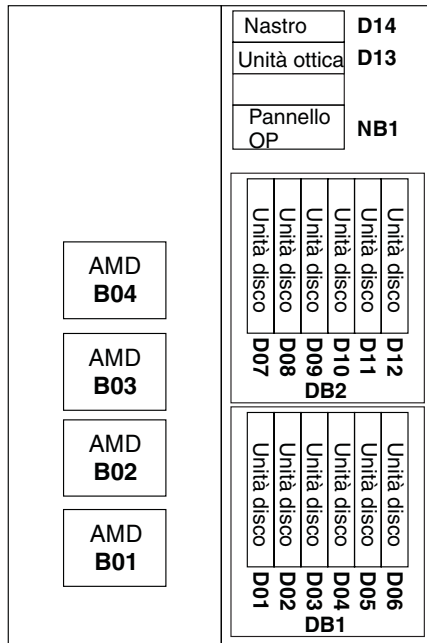 Nastro D14
Unità ottica D13
Pannello
OP
NB1
Unità disco Unità disco Unità disco Unità disco Unità disco Unità disco
D07 D08 D09 D10 D11 D12
DB2
Unità disco Unità disco Unità disco Unità disco Unità disco Unità disco
D01 D02 D03 D04 D05 D06
DB1
AMD
B04
AMD
B03
AMD
B02
AMD
B01